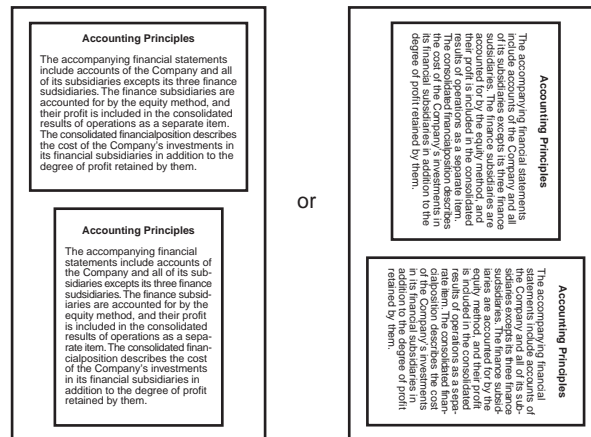 Accounting Principles
The accompanying financial statements
include accounts of the Company and all
of its subsidiaries excepts its three finance
sudsidiaries. The finance subsidiaries are
accounted for by the equity method, and
their profit is included in the consolidated
results of operations as a separate item.
The consolidated financialposition describes
the cost of the Company's investments in
its financial subsidiaries in addition to the
degree of profit retained by them.
Accounting Principles
The accompanying financial
statements include accounts of
the Company and all of its sub-
sidiaries excepts its three finance
sudsidiaries. The finance subsid-
iaries are accounted for by the
equity method, and their profit
is included in the consolidated
results of operations as a sepa-
rate item. The consolidated finan-
cialposition describes the cost
of the Company's investments
in its financial subsidiaries in
addition to the degree of profit
retained by them.
or
Accounting Principles
The accompanying financial statements
include accounts of the Company and all
of its subsidiaries excepts its three finance
sudsidiaries. The finance subsidiaries are
accounted for by the equity method, and
their profit is included in the consolidated
results of operations as a separate item.
The consolidated financialposition describes
the cost of the Company's investments in
its financial subsidiaries in addition to the
degree of profit retained by them.
Accounting Principles
The accompanying financial
statements include accounts of
the Company and all of its sub-
sidiaries excepts its three finance
sudsidiaries. The finance subsid-
iaries are accounted for by the
equity method, and their profit
is included in the consolidated
results of operations as a sepa-
rate item. The consolidated finan-
cialposition describes the cost
of the Company's investments
in its financial subsidiaries in
addition to the degree of profit
retained by them.